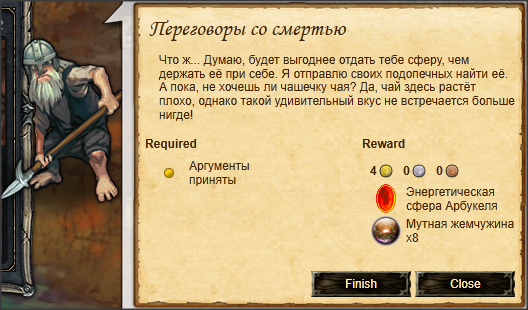 Переговоры со смертью
Что ж... Думаю, будет выгоднее отдать тебе сферу, чем
держать её при себе. Я отправлю своих подопечных найти её.
А пока, не хочешь ли чашечку чая? Да, чай здесь растёт
плохо, однако такой удивительный вкус не встречается больше
нигде!
Required
Reward
Аргументы
приняты
4 0 0
Энергетическая
сфера Арбукеля
Мутная жемчужина
x8
Finish
Close